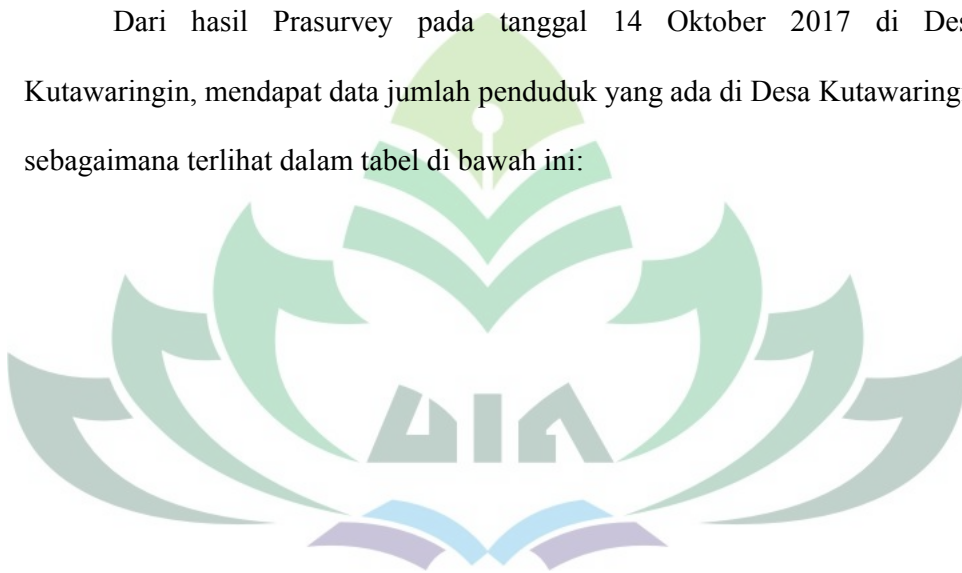 Dari hasil Prasurvey pada tanggal 14 Oktober 2017 di Des
Kutawaringin, mendapat data jumlah penduduk yang ada di Desa Kutawaring
sebagaimana terlihat dalam tabel di bawah ini:
UIN